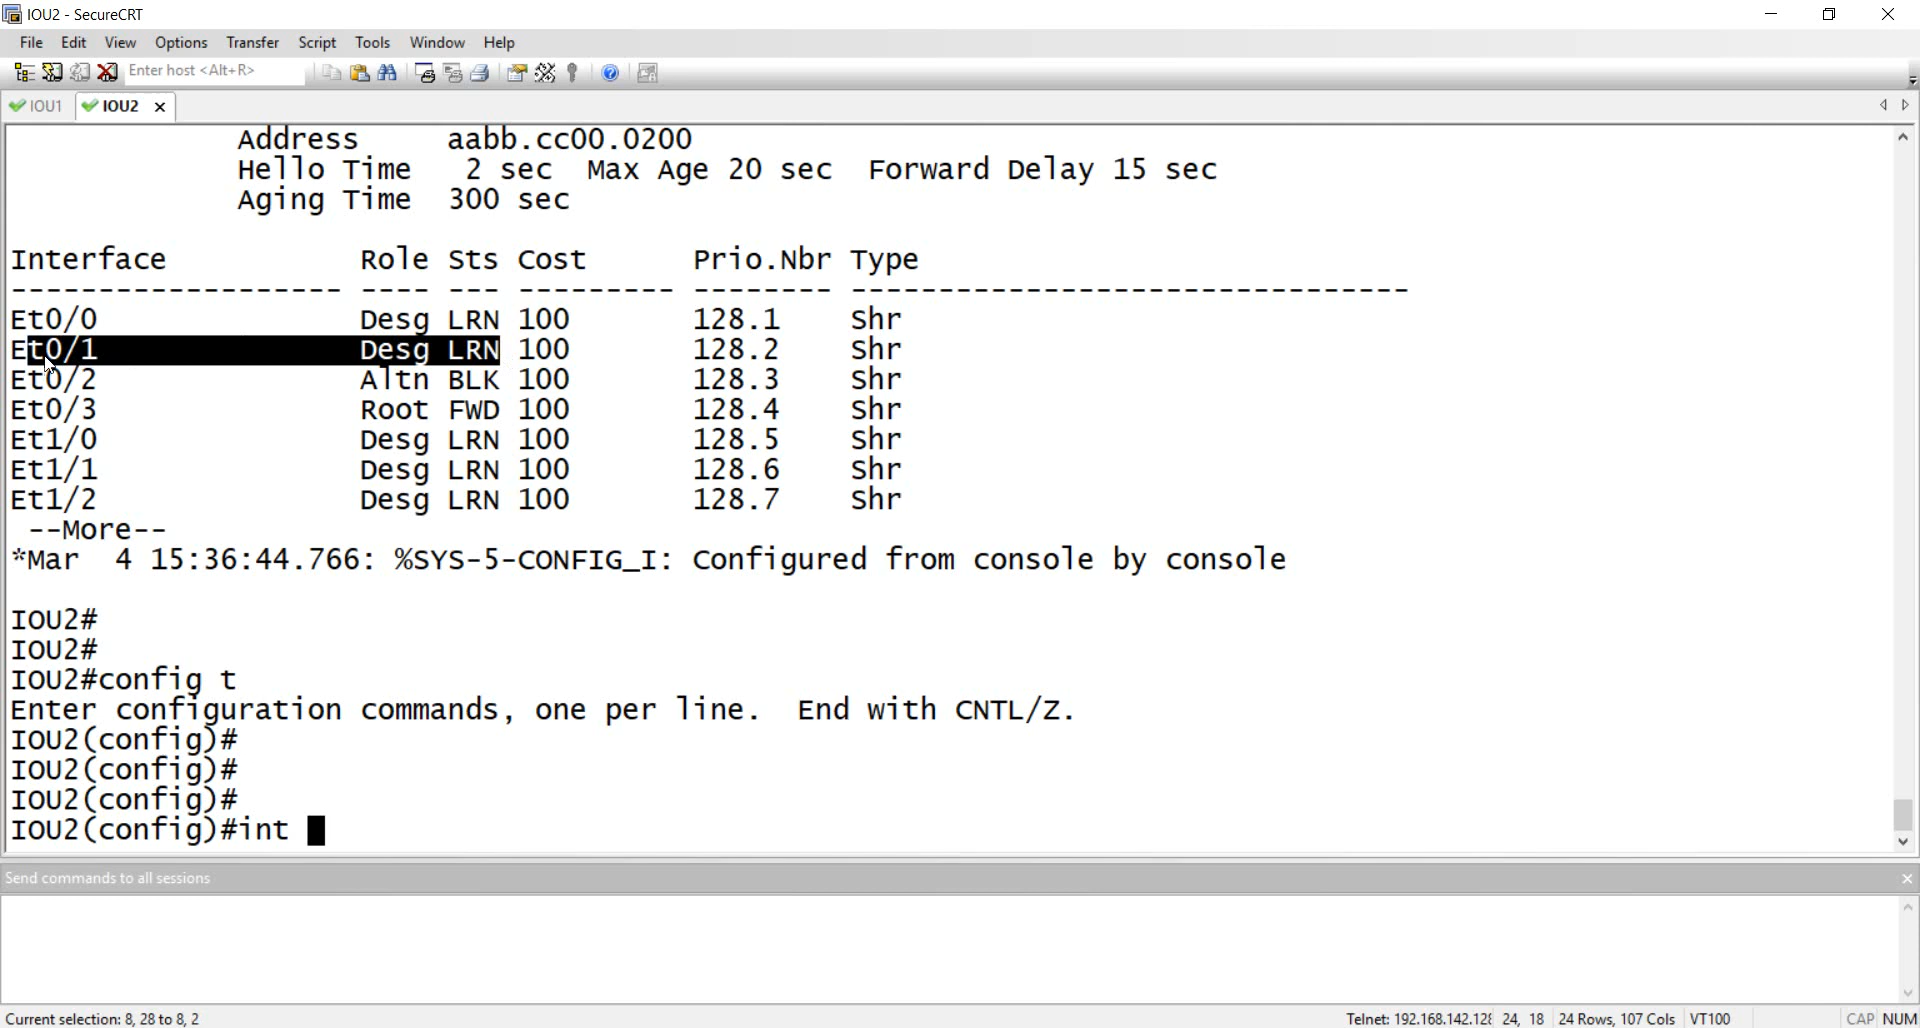 IOU2 - SecureCRT
File Edit View Options Transfer Script Tools Window Help
Enter host <Alt+R>
IOU1 IOU2
Address aabb.cc00.0200
Hello Time 2 sec Max Age 20 sec Forward Delay 15 sec
Aging Time 300 sec
Interface Role Sts Cost Prio.Nbr Type
------------------- ---- --- --------- -------- --------------------------------
Et0/0 Desg LRN 100 128.1 Shr
Et0/1 Desg LRN 100 128.2 Shr
Et0/2 Altn BLK 100 128.3 Shr
Et0/3 Root FWD 100 128.4 Shr
Et1/0 Desg LRN 100 128.5 Shr
Et1/1 Desg LRN 100 128.6 Shr
Et1/2 Desg LRN 100 128.7 Shr
--More--
*Mar 4 15:36:44.766: %SYS-5-CONFIG_I: Configured from console by console
IOU2#
IOU2#
IOU2#config t
Enter configuration commands, one per line. End with CNTL/Z.
IOU2(config)#
IOU2(config)#
IOU2(config)#
IOU2(config)#int
Send commands to all sessions
Current selection: 8, 28 to 8, 2 Telnet: 192.168.142.128 24, 18 24 Rows, 107 Cols VT100 CAP NUM